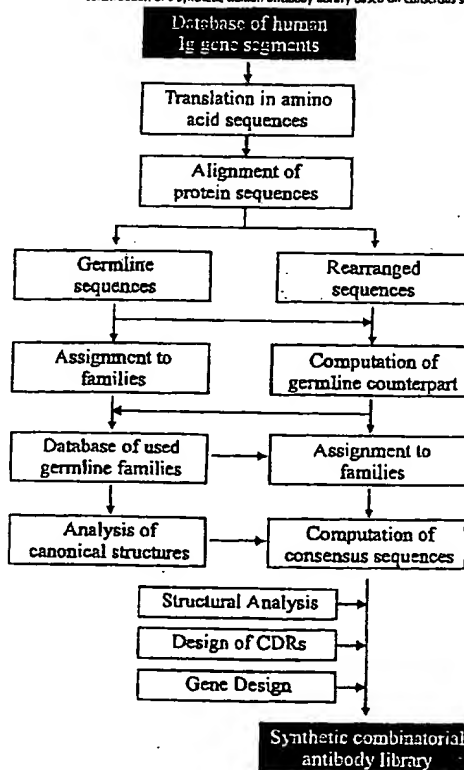 Database of human
Ig gene segments
Translation in amino
acid sequences
Alignment of
protein sequences
Germline
sequences
Rearranged
sequences
Assignment to
families
Computation of
germline counterpart
Database of used
germline families
Assignment to
families
Analysis of
canonical structures
Computation of
consensus sequences
Structural Analysis
Design of CDRs
Gene Design
Synthetic combinatorial
antibody library